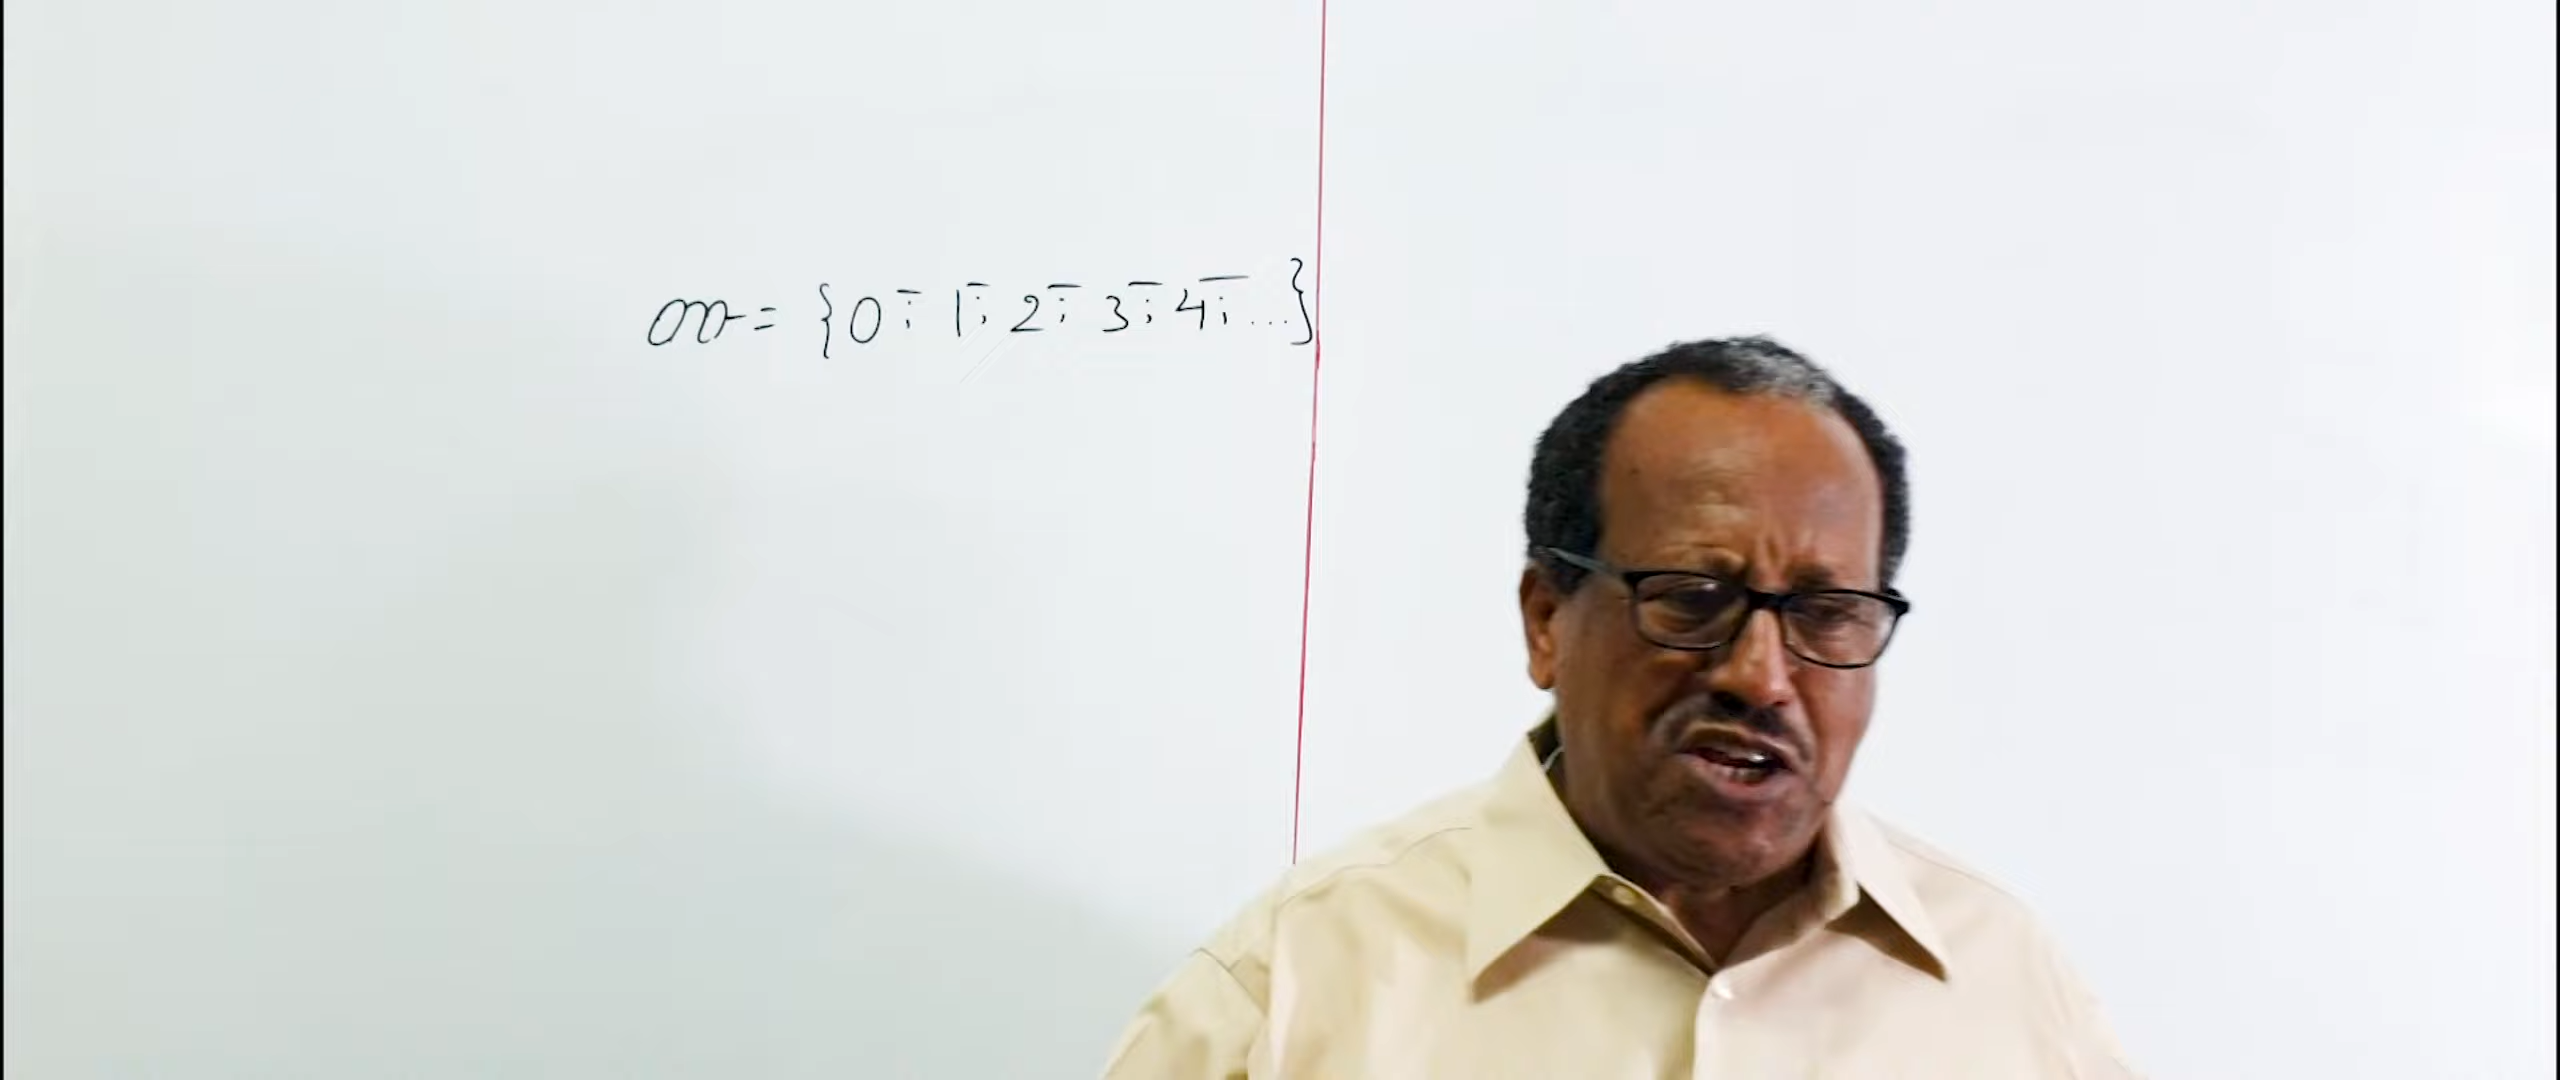 ሙ = {0፣ 1፣ 2፣ 3፣ 4፣ ...}